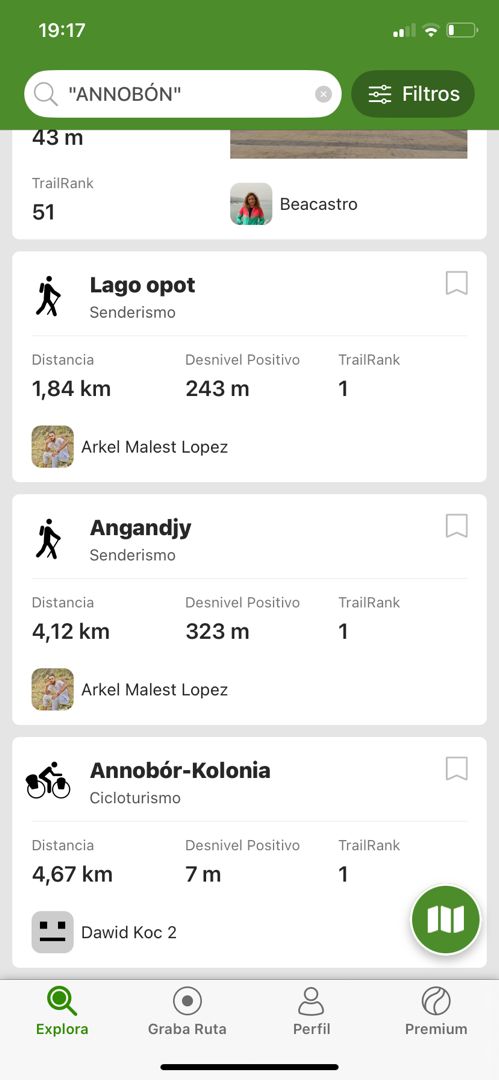 19:17
"ANNOBÓN"
Filtros
43 m
TrailRank
51
Beacastro
Lago opot
Senderismo
Distancia Desnivel Positivo TrailRank
1,84 km 243 m 1
Arkel Malest Lopez
Angandjy
Senderismo
Distancia Desnivel Positivo TrailRank
4,12 km 323 m 1
Arkel Malest Lopez
Annobór-Kolonia
Cicloturismo
Distancia Desnivel Positivo TrailRank
4,67 km 7 m 1
Dawid Koc 2
Explora Graba Ruta Perfil Premium